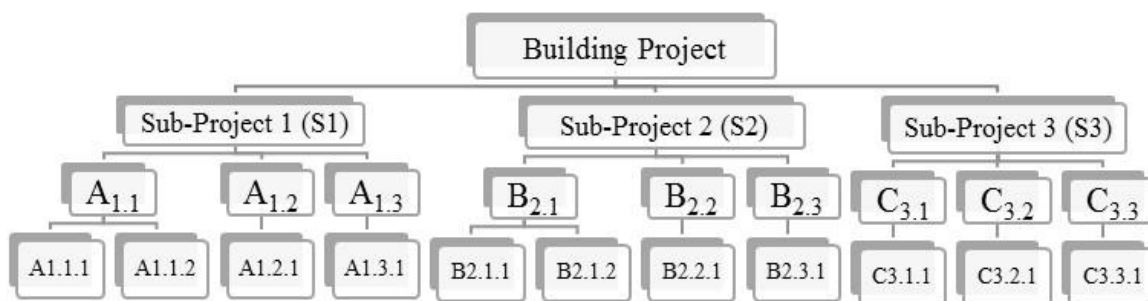 Building Project
Sub-Project 1 (S1)
Sub-Project 2 (S2)
Sub-Project 3 (S3)
A1.1
A1.2
A1.3
B2.1
B2.2
B2.3
C3.1
C3.2
C3.3
A1.1.1
A1.1.2
A1.2.1
A1.3.1
B2.1.1
B2.1.2
B2.2.1
B2.3.1
C3.1.1
C3.2.1
C3.3.1